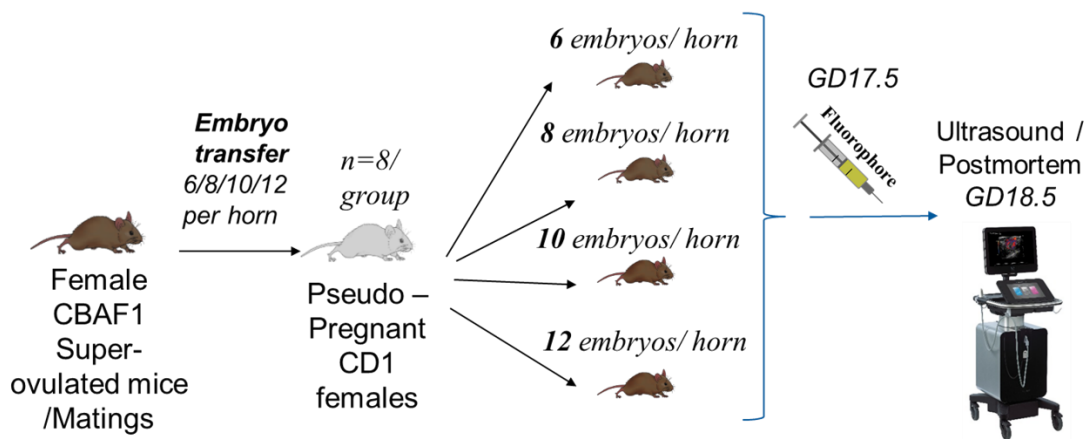 Female
CBAF1
Super-
ovulated mice
/Matings
Embryo
transfer
6/8/10/12
per horn
n=8/
group
Pseudo –
Pregnant
CD1
females
6 embryos/ horn
8 embryos/ horn
10 embryos/ horn
12 embryos/ horn
GD17.5
Fluorophore
Ultrasound /
Postmortem
GD18.5